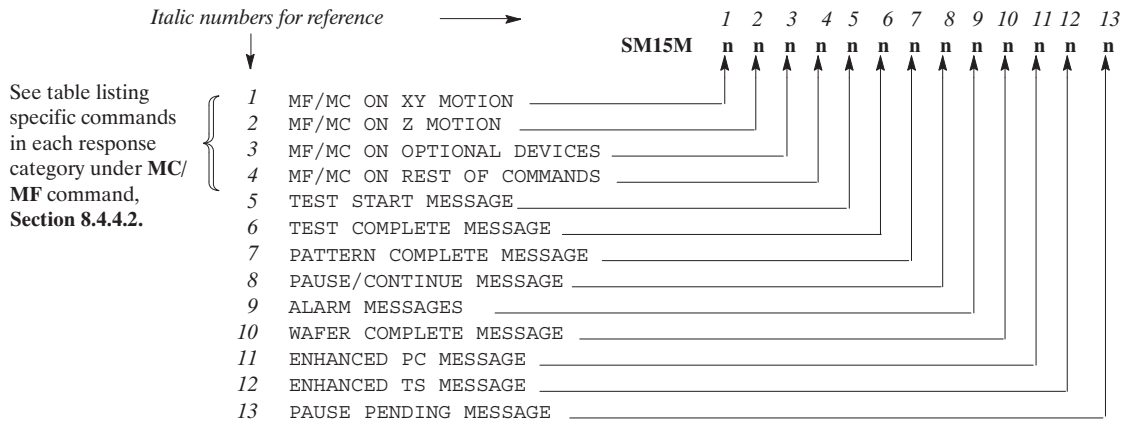 Italic numbers for reference 1 2 3 4 5 6 7 8 9 10 11 12 13
SM15M n n n n n n n n n n n n n
See table listing
specific commands
in each response
category under MC/
MF command,
Section 8.4.4.2.
1 MF/MC ON XY MOTION
2 MF/MC ON Z MOTION
3 MF/MC ON OPTIONAL DEVICES
4 MF/MC ON REST OF COMMANDS
5 TEST START MESSAGE
6 TEST COMPLETE MESSAGE
7 PATTERN COMPLETE MESSAGE
8 PAUSE/CONTINUE MESSAGE
9 ALARM MESSAGES
10 WAFER COMPLETE MESSAGE
11 ENHANCED PC MESSAGE
12 ENHANCED TS MESSAGE
13 PAUSE PENDING MESSAGE